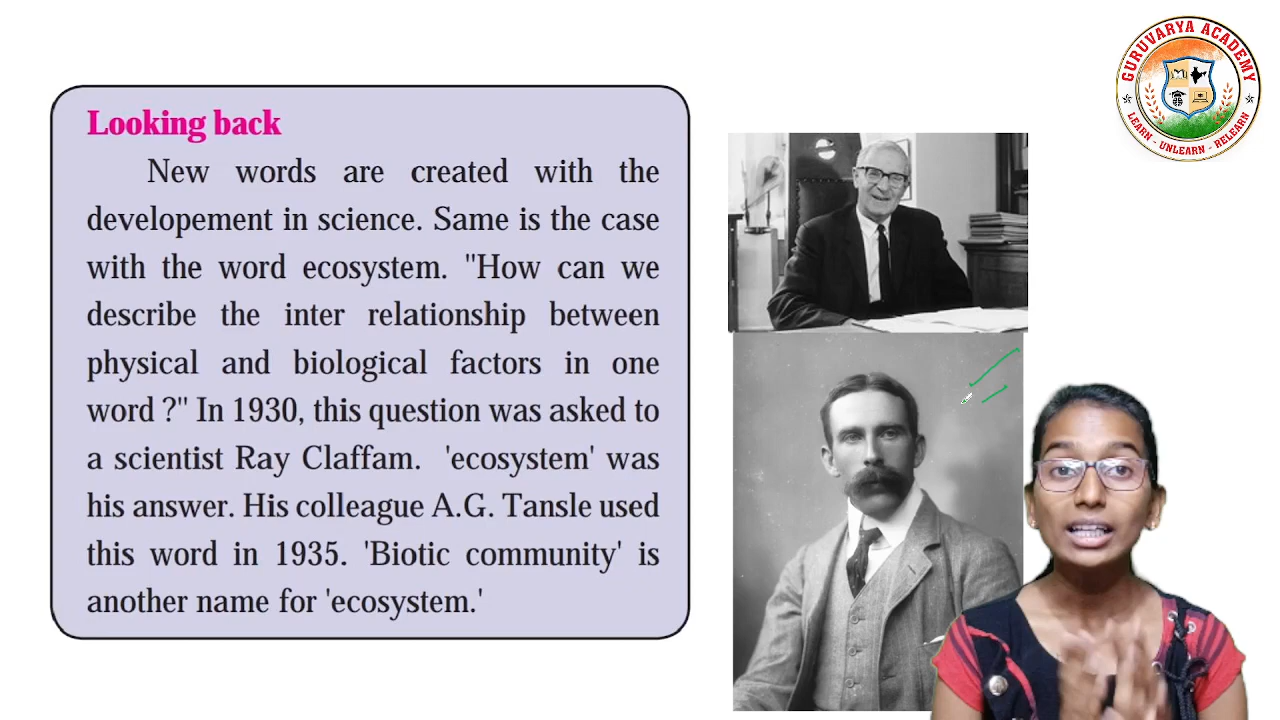 Looking back
New words are created with the
developement in science. Same is the case
with the word ecosystem. "How can we
describe the inter relationship between
physical and biological factors in one
word ?" In 1930, this question was asked to
a scientist Ray Claffam. 'ecosystem' was
his answer. His colleague A.G. Tansle used
this word in 1935. 'Biotic community' is
another name for 'ecosystem.'
GURUVARYA ACADEMY
LEARN - UNLEARN - RELEARN